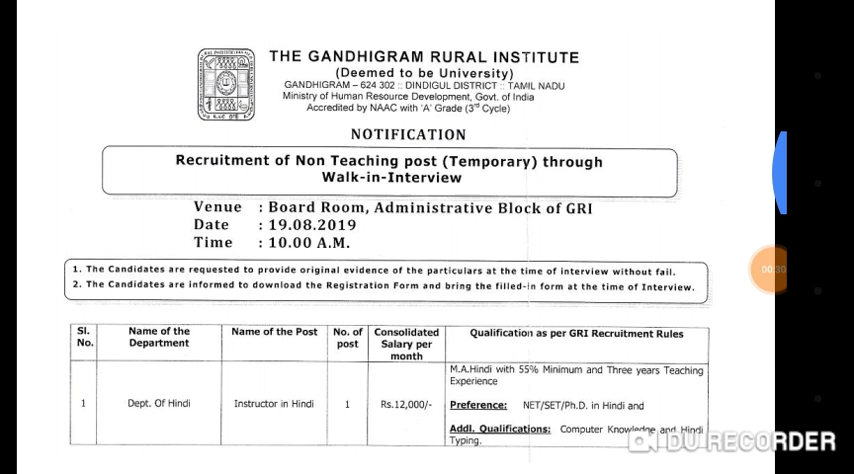 THE GANDHIGRAM RURAL INSTITUTE
(Deemed to be University)
GANDHIGRAM – 624 302 :: DINDIGUL DISTRICT :: TAMIL NADU
Ministry of Human Resource Development, Govt. of India
Accredited by NAAC with 'A' Grade (3rd Cycle)
NOTIFICATION
Recruitment of Non Teaching post (Temporary) through
Walk-in-Interview
Venue : Board Room, Administrative Block of GRI
Date : 19.08.2019
Time : 10.00 A.M.
1. The Candidates are requested to provide original evidence of the particulars at the time of interview without fail.
2. The Candidates are informed to download the Registration Form and bring the filled-in form at the time of Interview.
00:30
Sl. No.
Name of the Department
Name of the Post
No. of post
Consolidated Salary per month
Qualification as per GRI Recruitment Rules
1
Dept. Of Hindi
Instructor in Hindi
1
Rs.12,000/-
M.A.Hindi with 55% Minimum and Three years Teaching
Experience
Preference: NET/SET/Ph.D. in Hindi and
Addl. Qualifications: Computer Knowledge and Hindi
Typing.
DU RECORDER